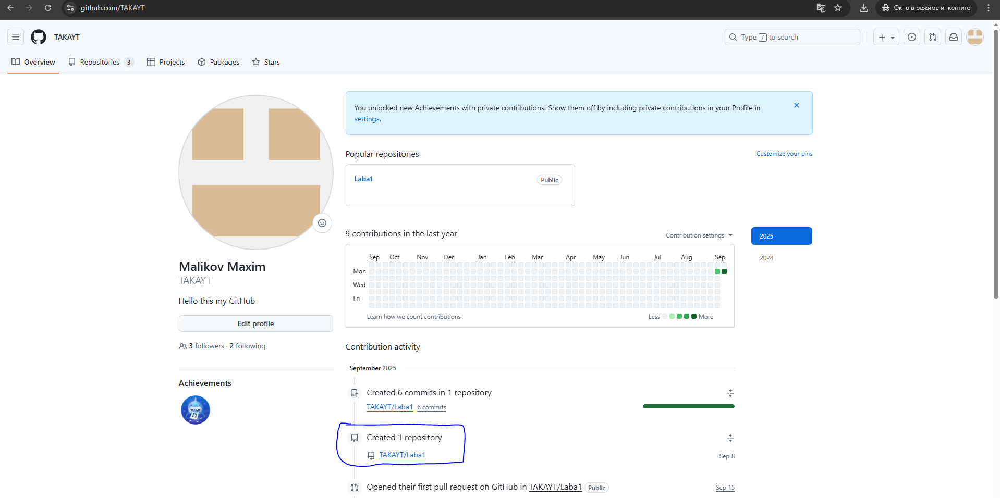 github.com/TAKAYT
Окно в режиме инкогнито
TAKAYT
Type / to search
Overview
Repositories 3
Projects
Packages
Stars
You unlocked new Achievements with private contributions! Show them off by including private contributions in your Profile in
settings.
Popular repositories
Customize your pins
Laba1
Public
9 contributions in the last year
Contribution settings
2025
2024
Sep Oct Nov Dec Jan Feb Mar Apr May Jun Jul Aug Sep
Mon
Wed
Fri
Learn how we count contributions
Less More
Malikov Maxim
TAKAYT
Hello this my GitHub
Edit profile
3 followers · 2 following
Achievements
Contribution activity
September 2025
Created 6 commits in 1 repository
TAKAYT/Laba1 6 commits
Created 1 repository
TAKAYT/Laba1
Sep 8
Opened their first pull request on GitHub in TAKAYT/Laba1 Public
Sep 15